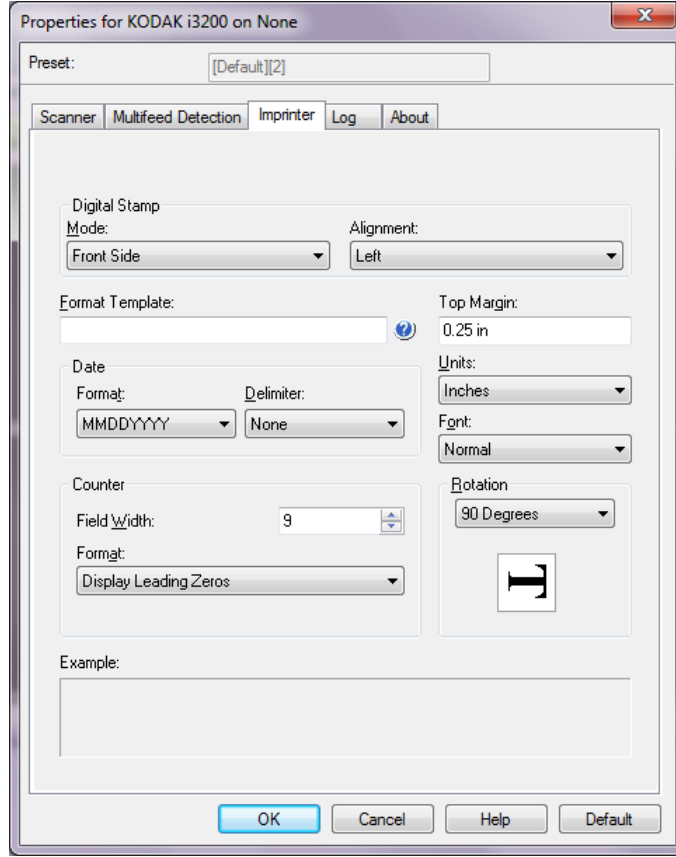 Properties for KODAK i3200 on None
x
Preset:
[Default][2]
Scanner Multifeed Detection Imprinter Log About
Digital Stamp
Mode: Alignment:
Front Side Left
Format Template: Top Margin:
? 0.25 in
Date Units:
Format: Delimiter: Inches
MMDDYYYY None Font:
Normal
Counter Rotation
Field Width: 9 90 Degrees
Format:
Display Leading Zeros T
Example:
OK Cancel Help Default